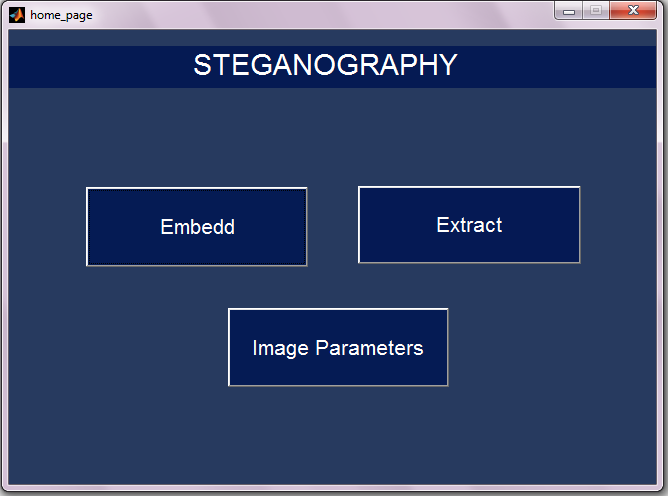 home_page
STEGANOGRAPHY
Embedd
Extract
Image Parameters